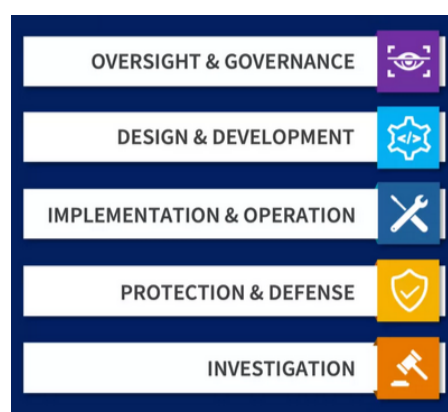 OVERSIGHT & GOVERNANCE
DESIGN & DEVELOPMENT
IMPLEMENTATION & OPERATION
PROTECTION & DEFENSE
INVESTIGATION